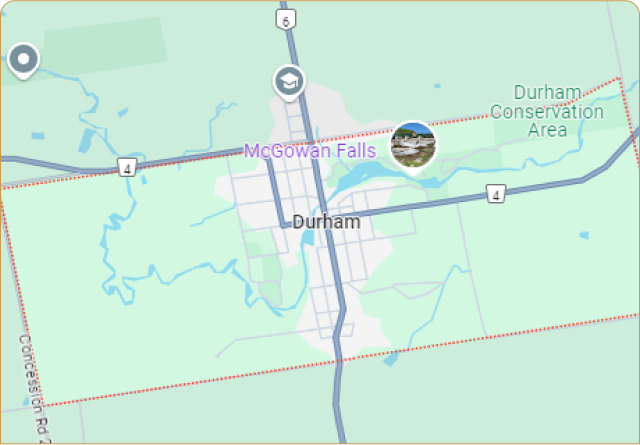 6
Durham
Conservation
Area
McGowan Falls
4
4
Durham
Concession Rd 2